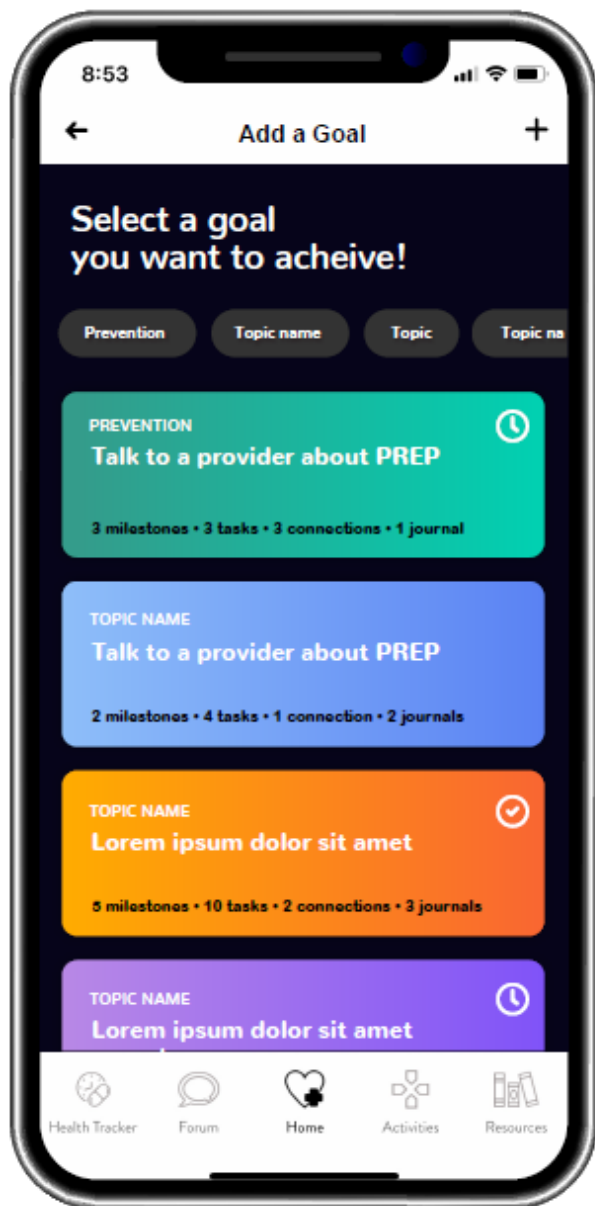 8:53
Add a Goal
Select a goal
you want to acheive!
Prevention Topic name Topic Topic na
PREVENTION
Talk to a provider about PREP
3 milestones • 3 tasks • 3 connections • 1 journal
TOPIC NAME
Talk to a provider about PREP
2 milestones • 4 tasks • 1 connection • 2 journals
TOPIC NAME
Lorem ipsum dolor sit amet
5 milestones • 10 tasks • 2 connections • 3 journals
TOPIC NAME
Lorem ipsum dolor sit amet
Health Tracker Forum Home Activities Resources